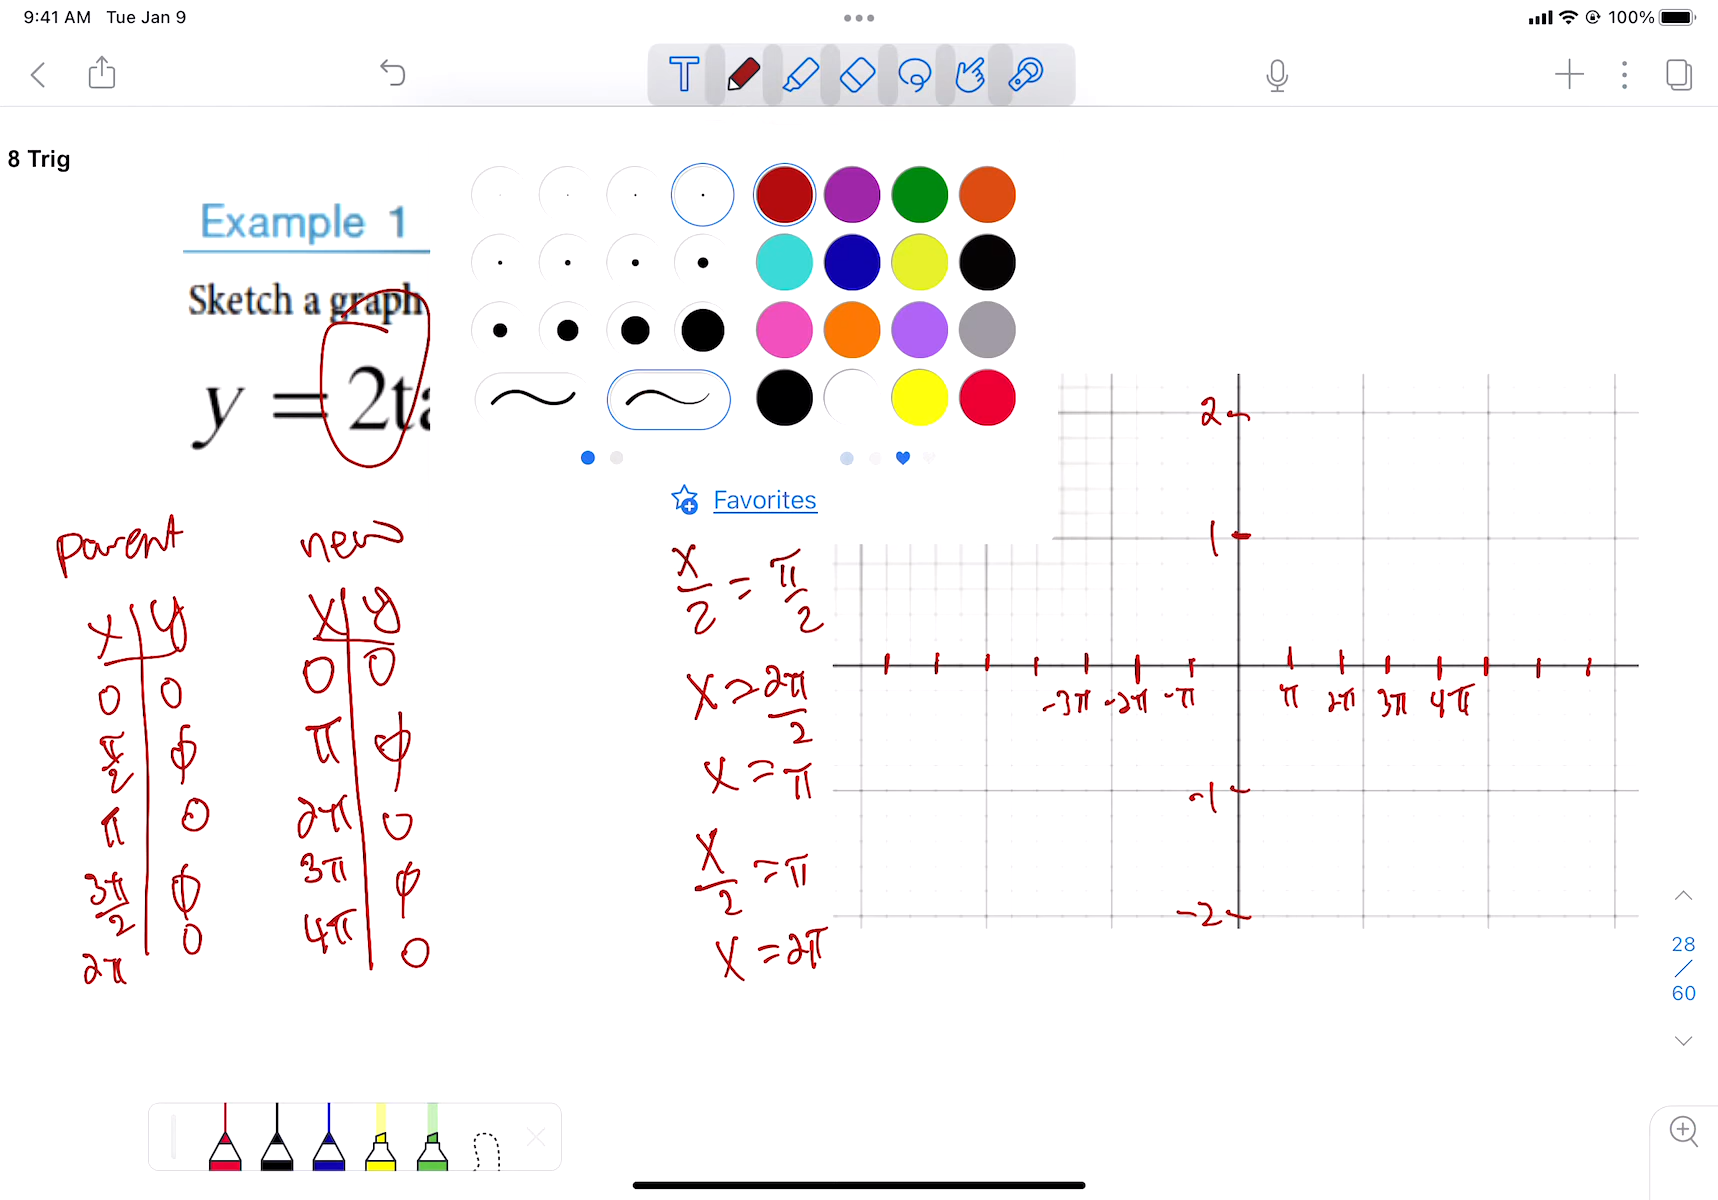 9:41 AM Tue Jan 9
100%
8 Trig
Example 1
Sketch a graph
y = 2ta
Favorites
parent
x y
0 0
π/2 ϕ
π 0
3π/2 ϕ
2π 0
new
x y
0 0
π ϕ
2π 0
3π ϕ
4π 0
x/2 = π/2
x = 2π/2
x = π
x/2 = π
x = 2π
2
1
-3π -2π -π π 2π 3π 4π
-1
-2
28
/
60